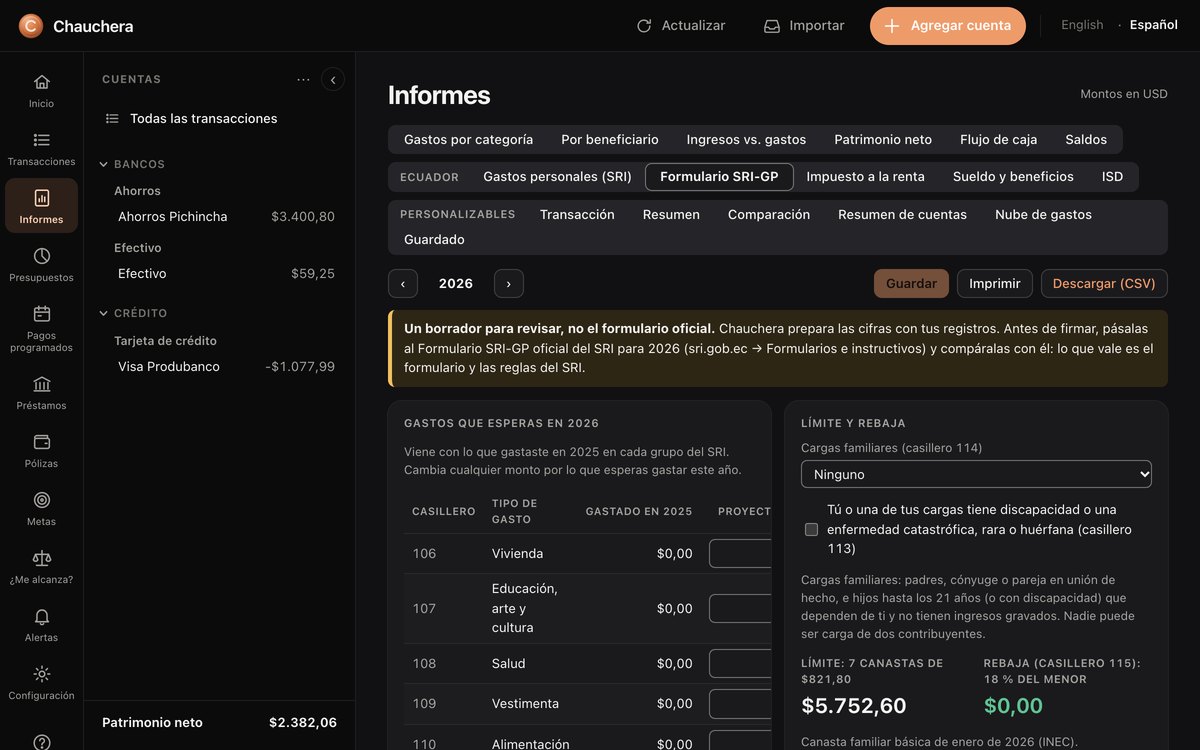 C Chauchera
Actualizar
Importar
+ Agregar cuenta
English · Español
Inicio
Transacciones
Informes
Presupuestos
Pagos
programados
Préstamos
Pólizas
Metas
¿Me alcanza?
Alertas
Configuración
CUENTAS
Todas las transacciones
BANCOS
Ahorros
Ahorros Pichincha $3.400,80
Efectivo
Efectivo $59,25
CRÉDITO
Tarjeta de crédito
Visa Produbanco -$1.077,99
Patrimonio neto $2.382,06
Informes
Montos en USD
Gastos por categoría Por beneficiario Ingresos vs. gastos Patrimonio neto Flujo de caja Saldos
ECUADOR Gastos personales (SRI) Formulario SRI-GP Impuesto a la renta Sueldo y beneficios ISD
PERSONALIZABLES Transacción Resumen Comparación Resumen de cuentas Nube de gastos
Guardado
‹ 2026 ›
Guardar Imprimir Descargar (CSV)
Un borrador para revisar, no el formulario oficial. Chauchera prepara las cifras con tus registros. Antes de firmar, pásalas
al Formulario SRI-GP oficial del SRI para 2026 (sri.gob.ec → Formularios e instructivos) y compáralas con él: lo que vale es el
formulario y las reglas del SRI.
GASTOS QUE ESPERAS EN 2026
Viene con lo que gastaste en 2025 en cada grupo del SRI.
Cambia cualquier monto por lo que esperas gastar este año.
CASILLERO TIPO DE
GASTO GASTADO EN 2025 PROYECT
106 Vivienda $0,00
107 Educación,
arte y
cultura $0,00
108 Salud $0,00
109 Vestimenta $0,00
110 Alimentación $0,00
LÍMITE Y REBAJA
Cargas familiares (casillero 114)
Ninguno
Tú o una de tus cargas tiene discapacidad o una
enfermedad catastrófica, rara o huérfana (casillero
113)
Cargas familiares: padres, cónyuge o pareja en unión de
hecho, e hijos hasta los 21 años (o con discapacidad) que
dependen de ti y no tienen ingresos gravados. Nadie puede
ser carga de dos contribuyentes.
LÍMITE: 7 CANASTAS DE
$821,80
$5.752,60
REBAJA (CASILLERO 115):
18 % DEL MENOR
$0,00
Canasta familiar básica de enero de 2026 (INEC).